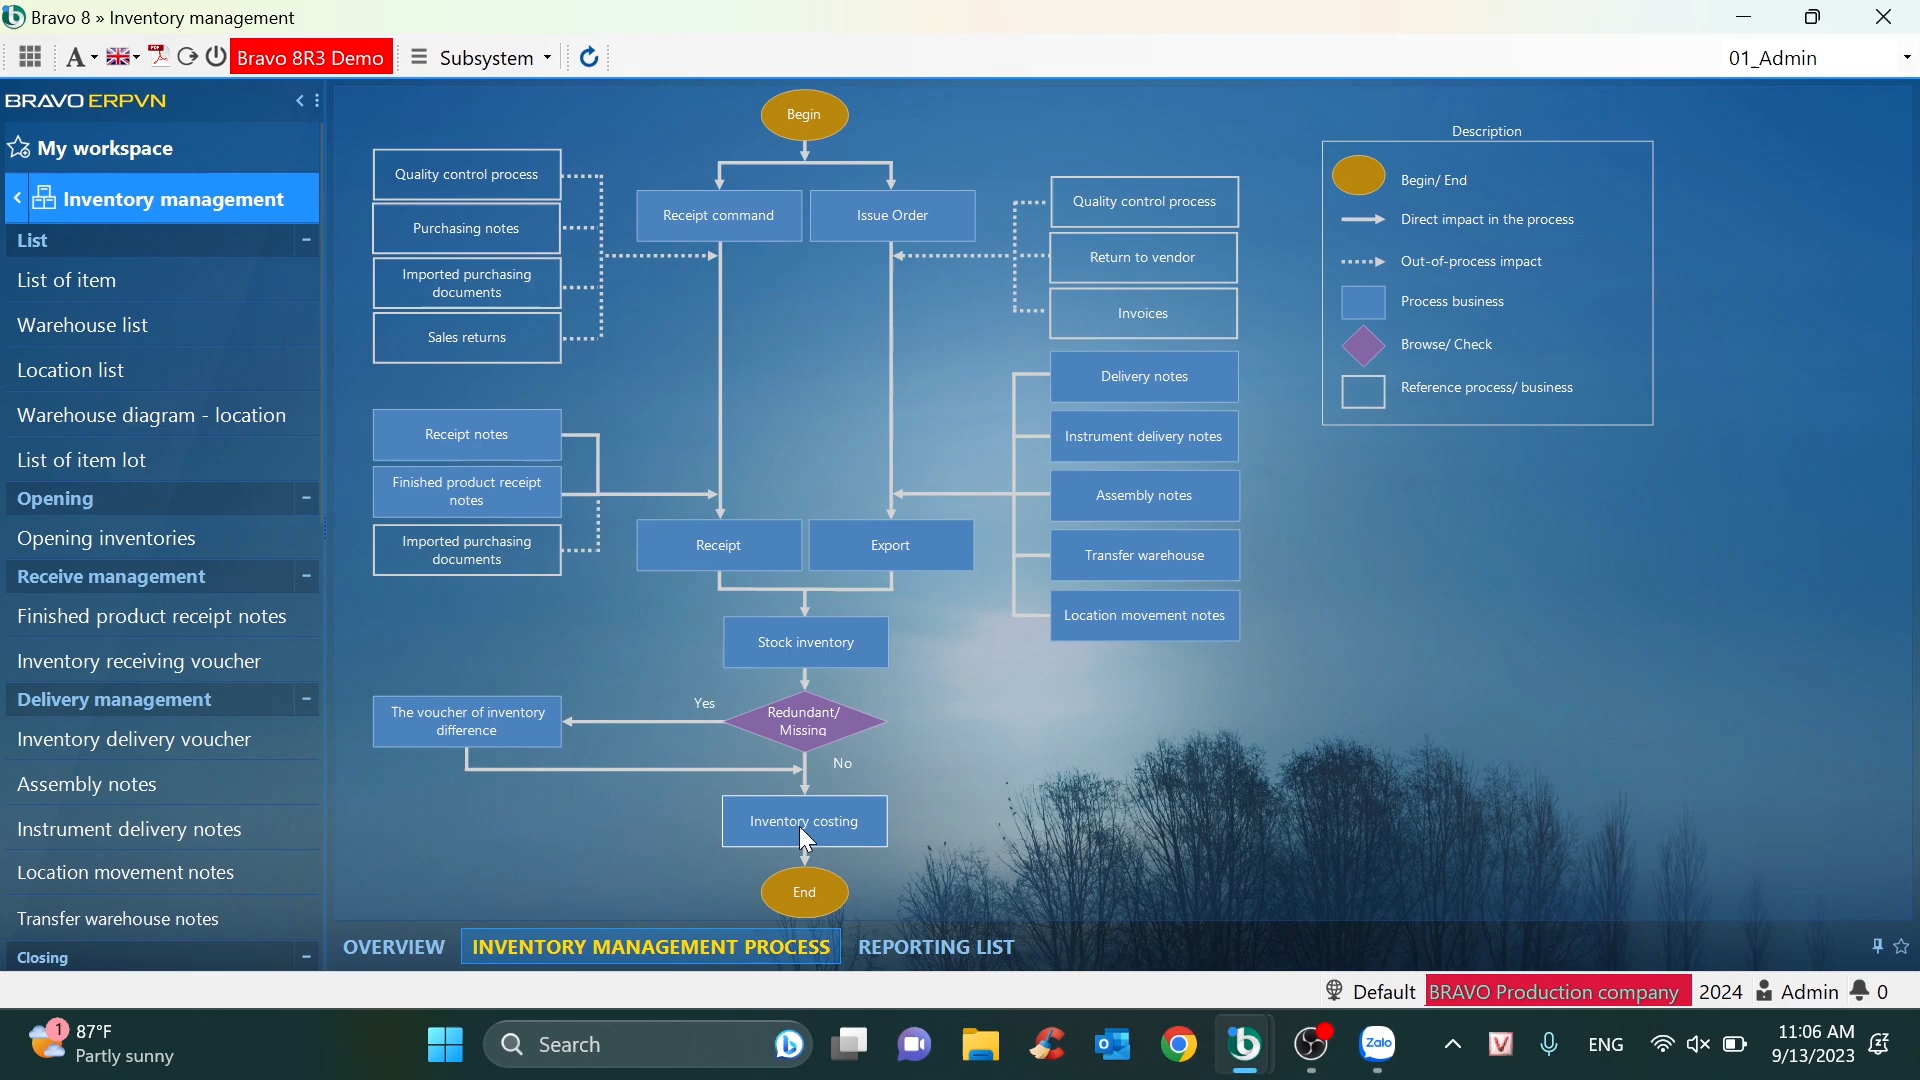 Bravo 8 » Inventory management
Bravo 8R3 Demo
Subsystem
01_Admin
BRAVO ERPVN
My workspace
Inventory management
List
List of item
Warehouse list
Location list
Warehouse diagram - location
List of item lot
Opening
Opening inventories
Receive management
Finished product receipt notes
Inventory receiving voucher
Delivery management
Inventory delivery voucher
Assembly notes
Instrument delivery notes
Location movement notes
Transfer warehouse notes
Closing
Begin
Quality control process
Purchasing notes
Imported purchasing
documents
Sales returns
Receipt command
Issue Order
Quality control process
Return to vendor
Invoices
Receipt notes
Finished product receipt
notes
Imported purchasing
documents
Delivery notes
Instrument delivery notes
Assembly notes
Transfer warehouse
Location movement notes
Receipt
Export
Stock inventory
Redundant/
Missing
Yes
No
The voucher of inventory
difference
Inventory costing
End
Description
Begin/ End
Direct impact in the process
Out-of-process impact
Process business
Browse/ Check
Reference process/ business
OVERVIEW
INVENTORY MANAGEMENT PROCESS
REPORTING LIST
Default
BRAVO Production company
2024
Admin
0
1
87°F
Partly sunny
Search
Zalo
ENG
11:06 AM
9/13/2023